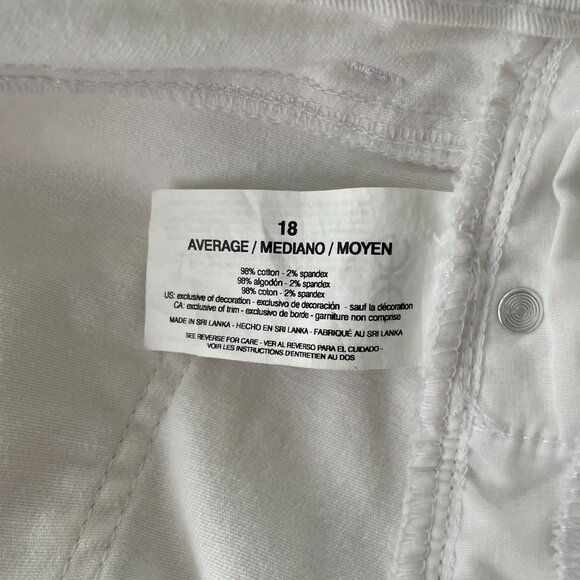 18
AVERAGE / MEDIANO / MOYEN
98% cotton - 2% spandex
98% algodón - 2% spandex
98% coton - 2% spandex
US: exclusive of decoration - exclusivo de decoración - sauf la décoration
CA: exclusive of trim - exclusivo de borde - garniture non comprise
MADE IN SRI LANKA - HECHO EN SRI LANKA - FABRIQUÉ AU SRI LANKA
SEE REVERSE FOR CARE - VER AL REVERSO PARA EL CUIDADO -
VOIR LES INSTRUCTIONS D'ENTRETIEN AU DOS